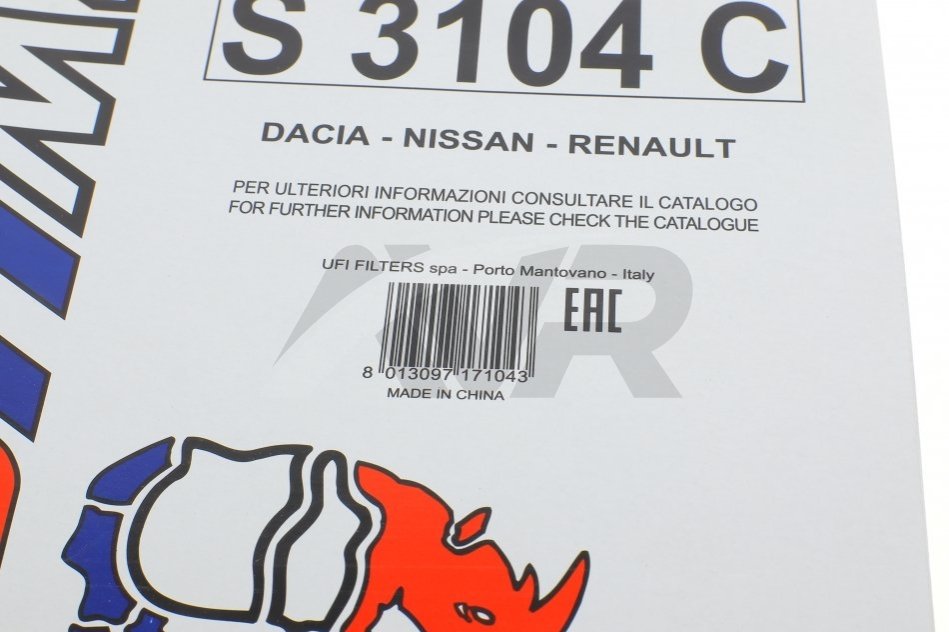 S 3104 C
DACIA - NISSAN - RENAULT
PER ULTERIORI INFORMAZIONI CONSULTARE IL CATALOGO
FOR FURTHER INFORMATION PLEASE CHECK THE CATALOGUE
UFI FILTERS spa - Porto Mantovano - Italy
EAC
8 013097 171043
MADE IN CHINA